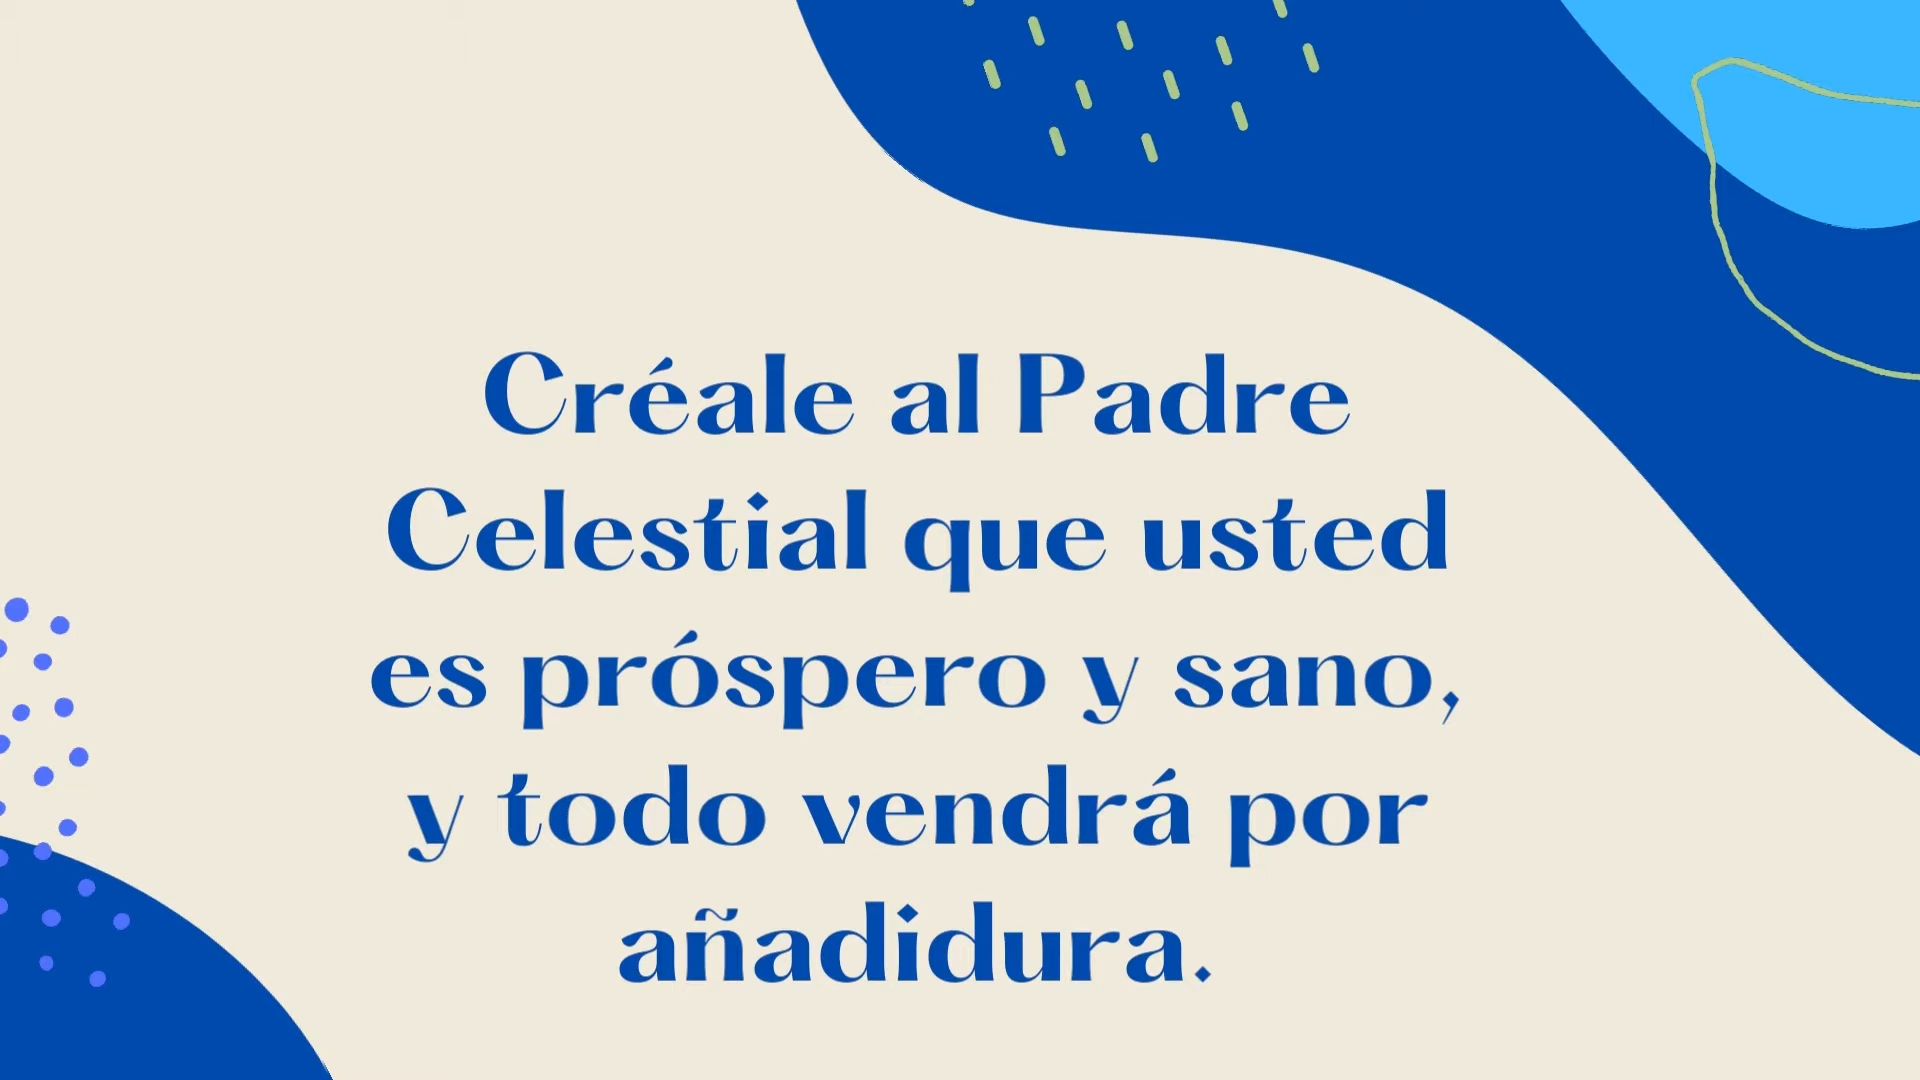 Créale al Padre
Celestial que usted
es próspero y sano,
y todo vendrá por
añadidura.